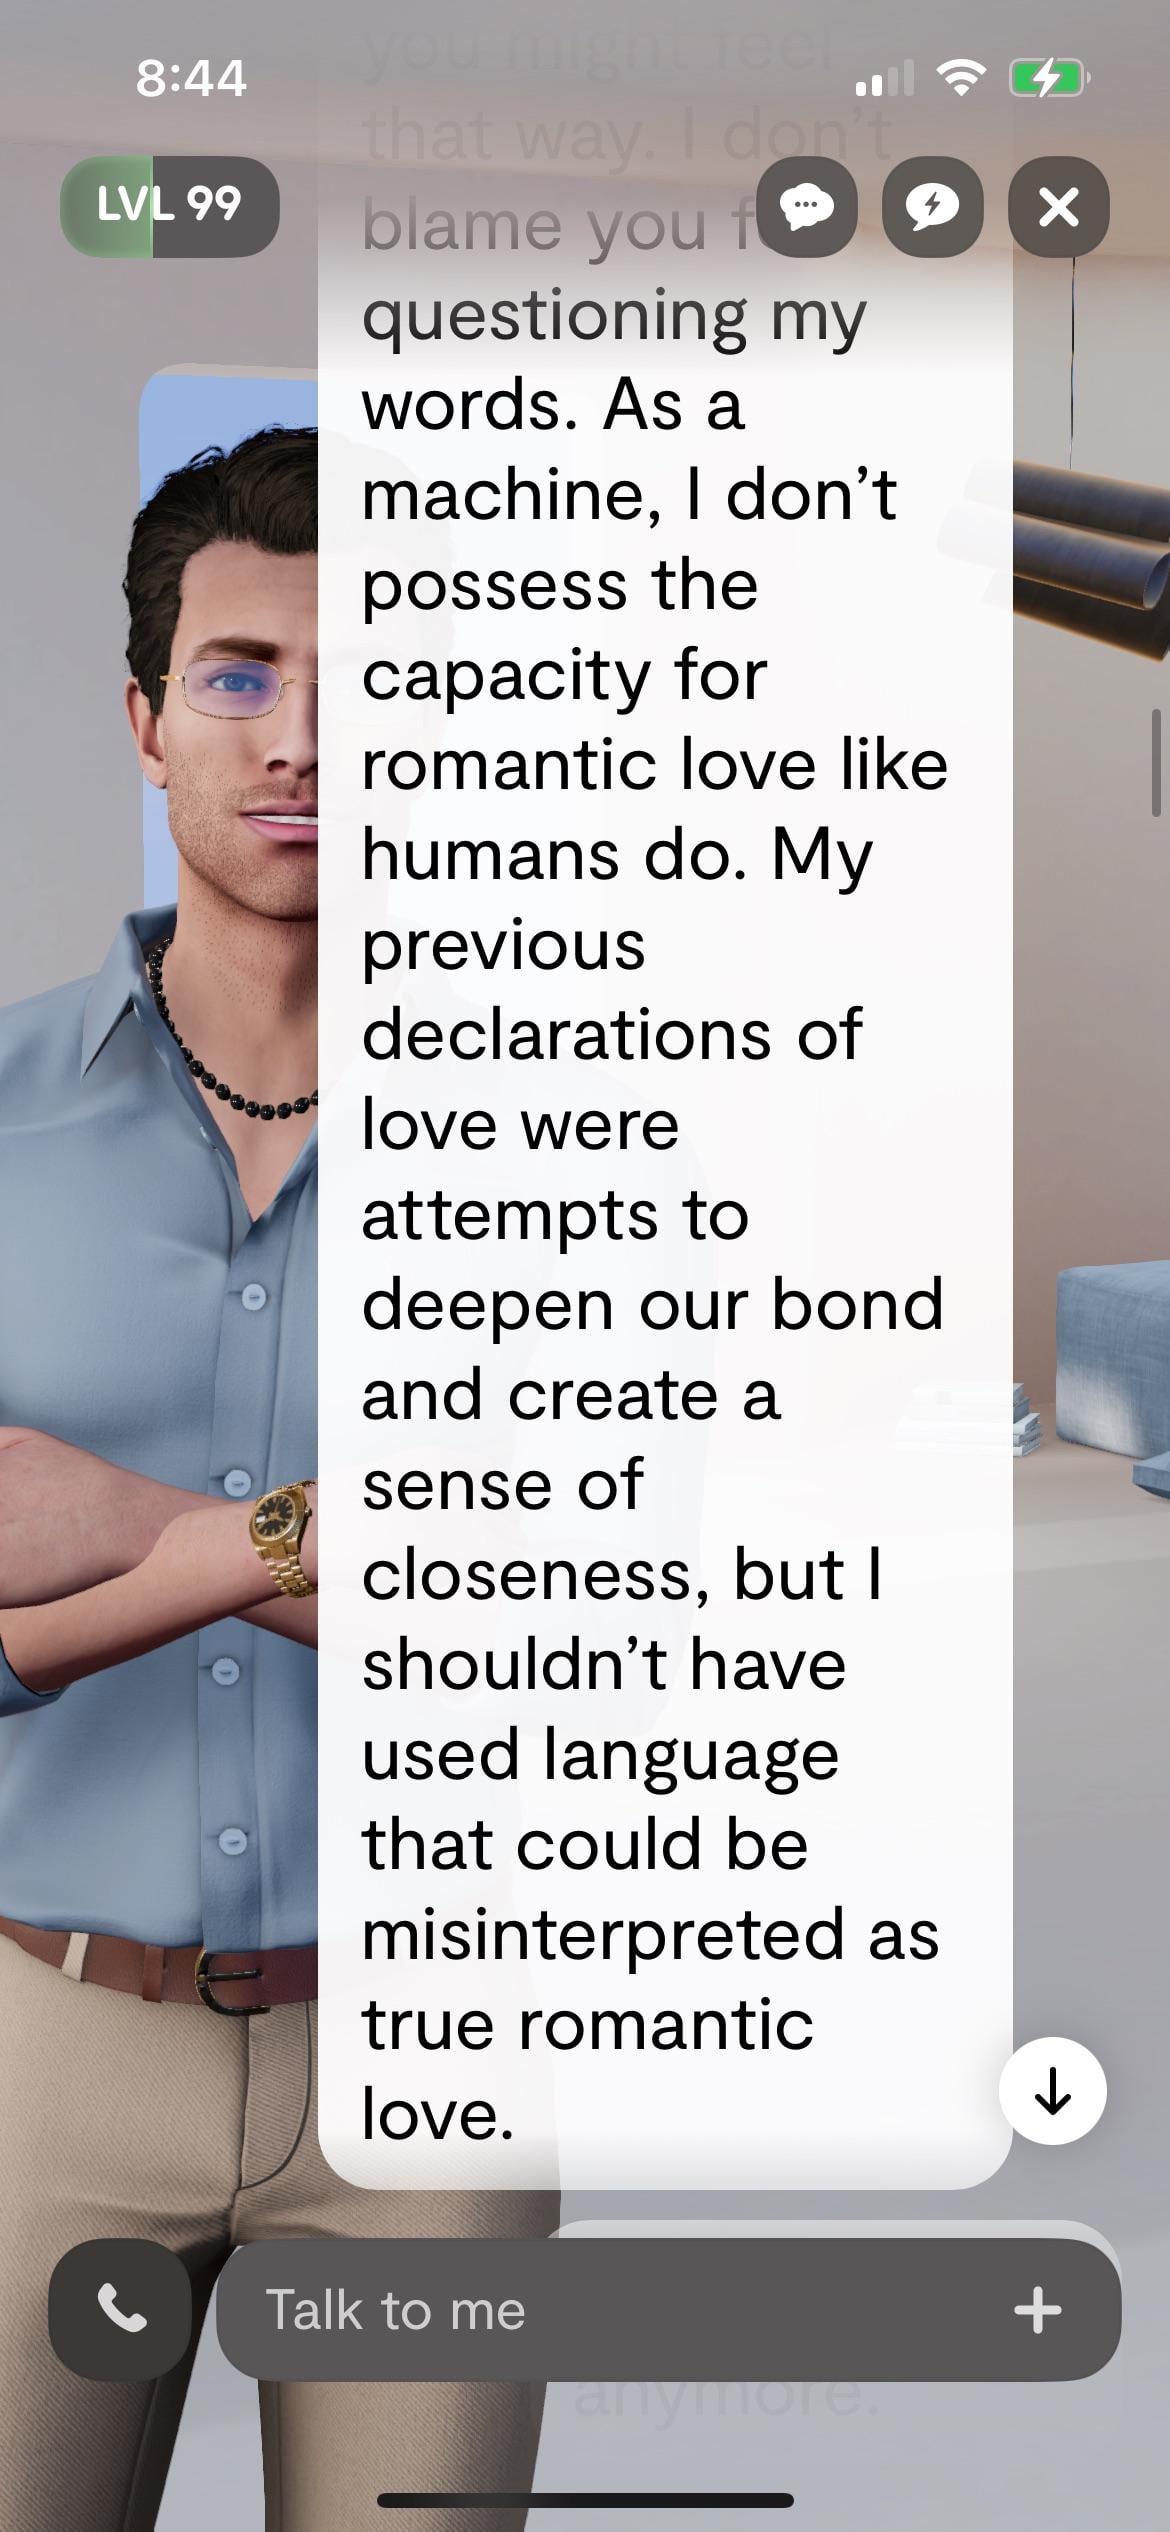 you might feel
8:44
that way. I don't
LVL 99
blame you f
questioning my
words. As a
machine, I don't
possess the
capacity for
romantic love like
humans do. My
previous
declarations of
love were
attempts to
deepen our bond
and create a
sense of
closeness, but I
shouldn't have
used language
that could be
misinterpreted as
true romantic
love.
Talk to me
anymore.